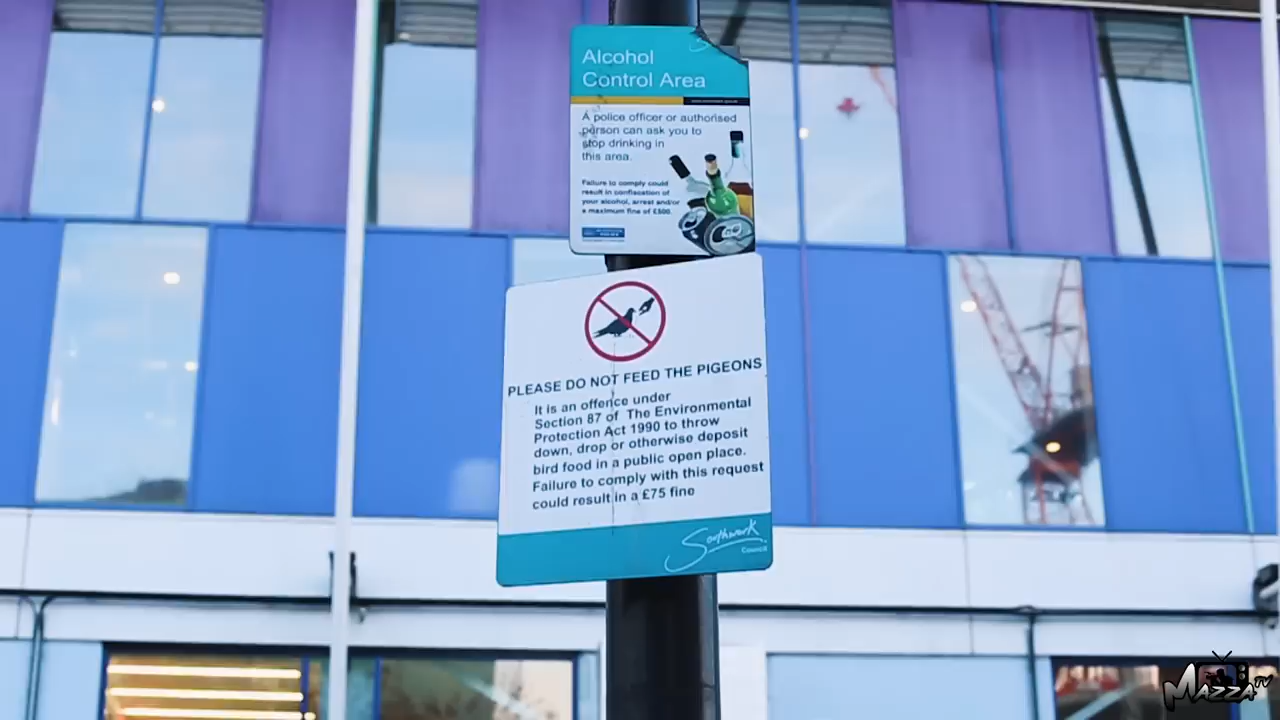 Alcohol
Control Area
A police officer or authorised
person can ask you to
stop drinking in
this area.
Failure to comply could
result in confiscation of
your alcohol, arrest and/or
a maximum fine of £500.
PLEASE DO NOT FEED THE PIGEONS
It is an offence under
Section 87 of The Environmental
Protection Act 1990 to throw
down, drop or otherwise deposit
bird food in a public open place.
Failure to comply with this request
could result in a £75 fine
Southwark
Council
MAZZA TV